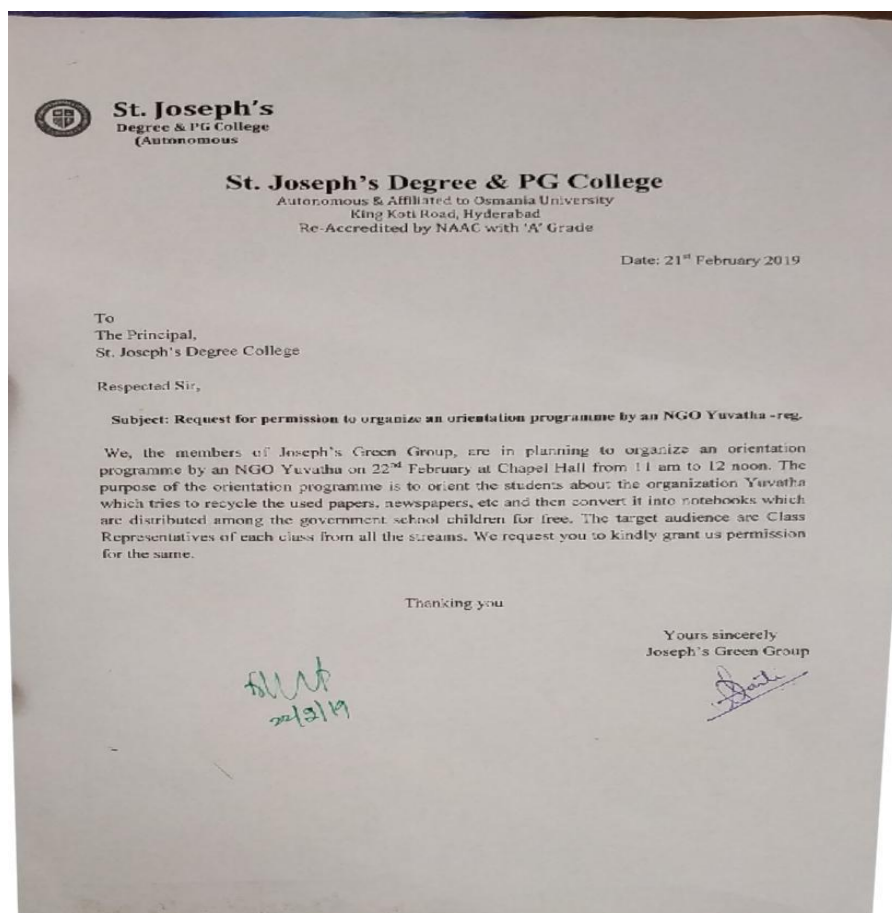 St. Joseph's
Degree & PG College
(Autonomous
St. Joseph's Degree & PG College
Autonomous & Affiliated to Osmania University
King Koti Road, Hyderabad
Re-Accredited by NAAC with 'A' Grade
Date: 21st February 2019
To
The Principal,
St. Joseph's Degree College
Respected Sir,
Subject: Request for permission to organize an orientation programme by an NGO Yuvatha -reg.
We, the members of Joseph's Green Group, are in planning to organize an orientation
programme by an NGO Yuvatha on 22nd February at Chapel Hall from 11 am to 12 noon. The
purpose of the orientation programme is to orient the students about the organization Yuvatha
which tries to recycle the used papers, newspapers, etc and then convert it into notebooks which
are distributed among the government school children for free. The target audience are Class
Representatives of each class from all the streams. We request you to kindly grant us permission
for the same.
Thanking you
Yours sincerely
Joseph's Green Group
22/2/19